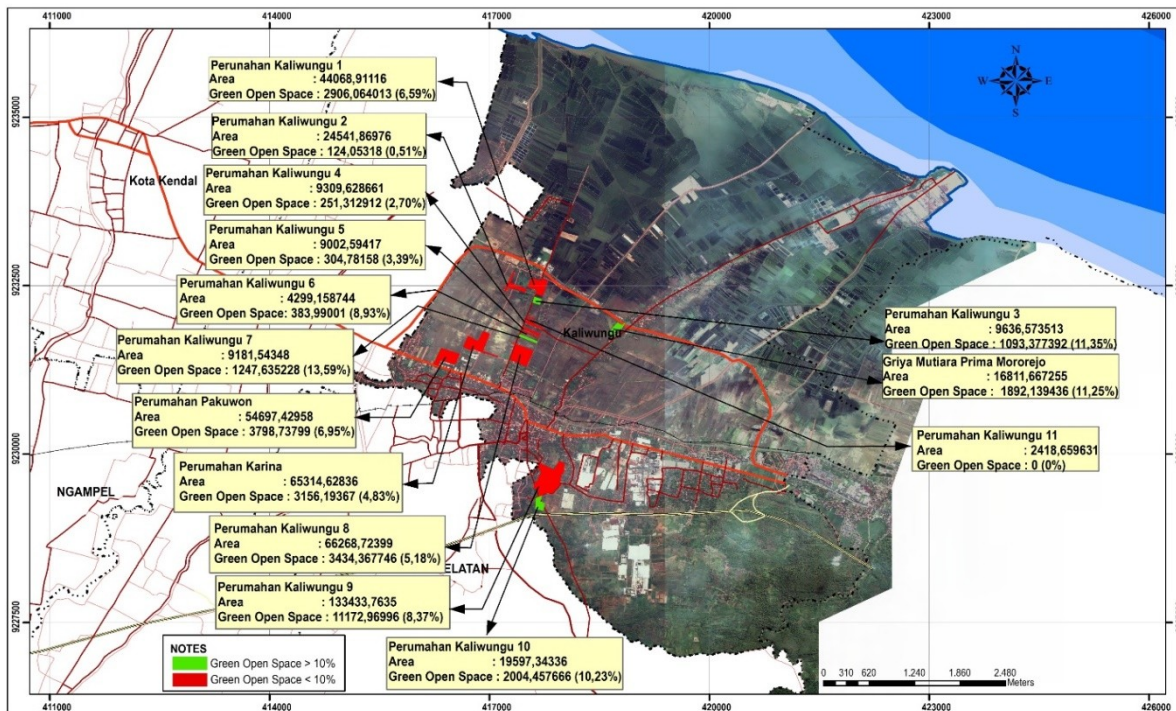 411000 414000 417000 420000 423000 426000
N
W E
S
9235000
9232500
9230000
9227500
Perunahan Kaliwungu 1
Area : 44068,91116
Green Open Space : 2906,064013 (6,59%)
Perumahan Kaliwungu 2
Area : 24541,86976
Green Open Space : 124,05318 (0,51%)
Perumahan Kaliwungu 4
Area : 9309,628661
Green Open Space : 251,312912 (2,70%)
Perumahan Kaliwungu 5
Area : 9002,59417
Green Open Space : 304,78158 (3,39%)
Perumahan Kaliwungu 6
Area : 4299,158744
Green Open Space: 383,99001 (8,93%)
Perumahan Kaliwungu 7
Area : 9181,54348
Green Open Space : 1247,635228 (13,59%)
Perumahan Pakuwon
Area : 54697,42958
Green Open Space : 3798,73799 (6,95%)
Perumahan Karina
Area : 65314,62836
Green Open Space : 3156,19367 (4,83%)
Perumahan Kaliwungu 8
Area : 66268,72399
Green Open Space : 3434,367746 (5,18%)
Perumahan Kaliwungu 9
Area : 133433,7635
Green Open Space : 11172,96996 (8,37%)
Perumahan Kaliwungu 10
Area : 19597,34336
Green Open Space : 2004,457666 (10,23%)
Perumahan Kaliwungu 3
Area : 9636,573513
Green Open Space : 1093,377392 (11,35%)
Griya Mutiara Prima Mororejo
Area : 16811,667255
Green Open Space : 1892,139436 (11,25%)
Perumahan Kaliwungu 11
Area : 2418,659631
Green Open Space : 0 (0%)
Kota Kendal
Kaliwungu
NGAMPEL
ELATAN
NOTES
Green Open Space > 10%
Green Open Space < 10%
0 310 620 1.240 1.860 2.480
Meters
9235000
9232500
9230000
9227500
411000 414000 417000 420000 423000 426000